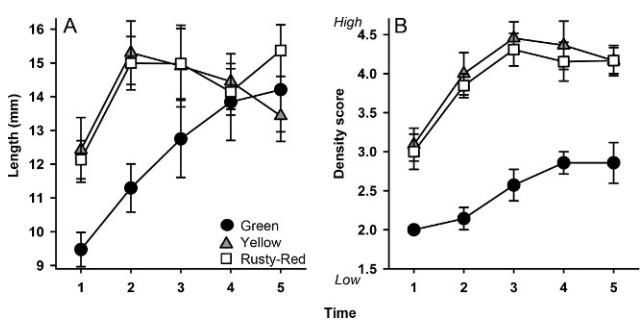 A
Length (mm)
16
15
14
13
12
11
10
9
1
2
3
4
5
Green
Yellow
Rusty-Red
B
High
Density score
4.5
4.0
3.5
3.0
2.5
2.0
1.5
Low
1
2
3
4
5
Time